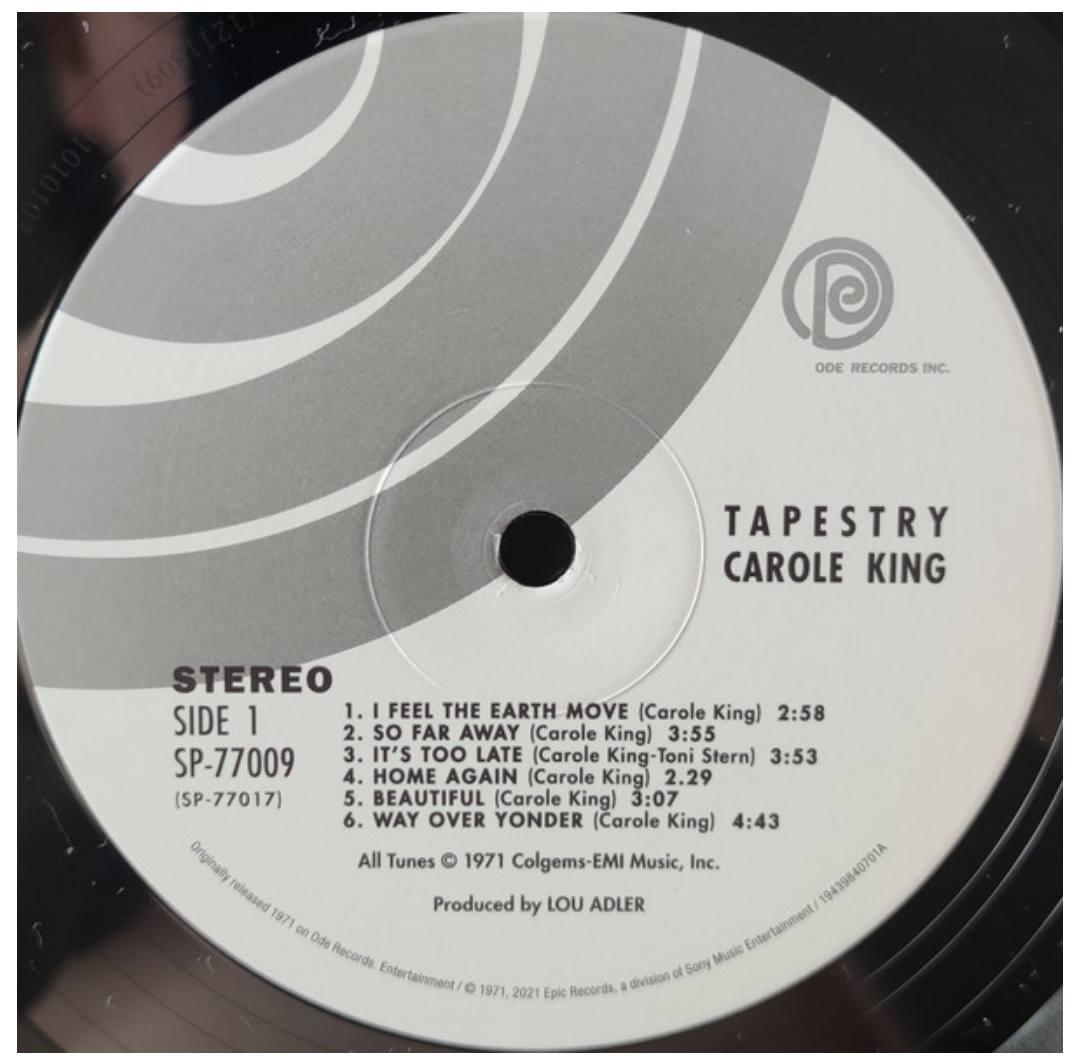 ODE RECORDS INC.
TAPESTRY
CAROLE KING
STEREO
SIDE 1
SP-77009
(SP-77017)
1. I FEEL THE EARTH MOVE (Carole King) 2:58
2. SO FAR AWAY (Carole King) 3:55
3. IT'S TOO LATE (Carole King-Toni Stern) 3:53
4. HOME AGAIN (Carole King) 2.29
5. BEAUTIFUL (Carole King) 3:07
6. WAY OVER YONDER (Carole King) 4:43
All Tunes © 1971 Colgems-EMI Music, Inc.
Produced by LOU ADLER
Originally released 1971 on Ode Records. Entertainment / © 1971, 2021 Epic Records, a division of Sony Music Entertainment / 19439840701A